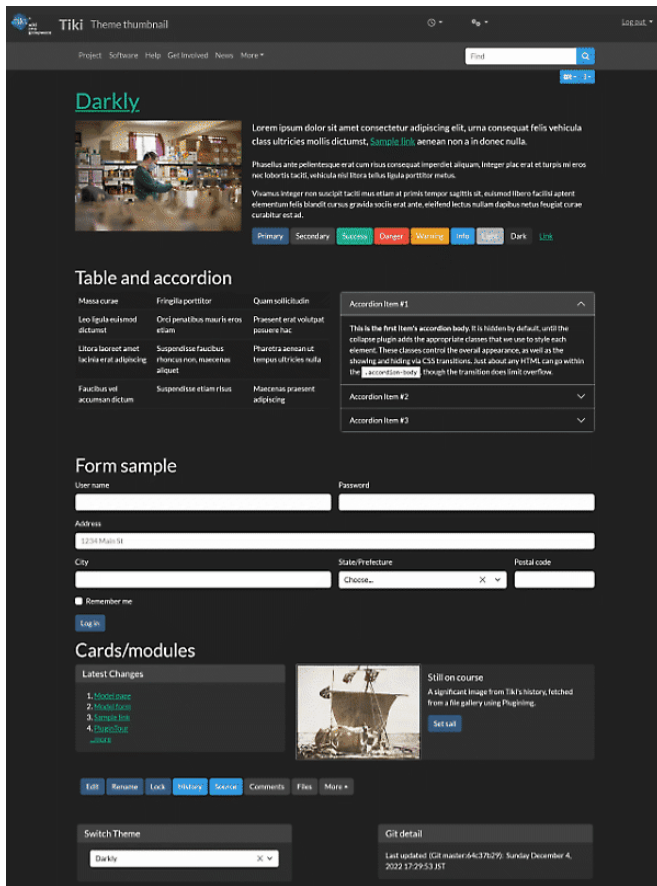 Tiki Theme thumbnail
Log out
Project Software Help Get Involved News More
Find
Darkly
Lorem ipsum dolor sit amet consectetur adipiscing elit, urna consequat felis vehicula
class ultricies mollis dictumst, Sample link aenean non a in donec nulla.
Phasellus ante pellentesque erat cum risus consequat imperdiet aliquam, integer plac erat et turpis mi eros
nec lobortis taciti, vehicula nisl litora tellus ligula porttitor metus.
Vivamus integer non suscipit taciti mus etiam at primis tempor sagittis sit, euismod libero facilisi aptent
elementum felis blandit cursus gravida sociis erat ante, eleifend lectus nullam dapibus netus feugiat curae
curabitur est ad.
Primary Secondary Success Danger Warning Info Light Dark Link
Table and accordion
Massa curae Fringilla porttitor Quam sollicitudin
Leo ligula euismod dictumst Orci penatibus mauris eros etiam Praesent erat volutpat posuere hac
Litora laoreet amet lacinia erat adipiscing Suspendisse faucibus rhoncus non, maecenas aliquet Pharetra aenean ut tempus ultricies nulla
Faucibus vel accumsan dictum Suspendisse etiam risus Maecenas praesent adipiscing
Accordion Item #1
This is the first item's accordion body. It is hidden by default, until the
collapse plugin adds the appropriate classes that we use to style each
element. These classes control the overall appearance, as well as the
showing and hiding via CSS transitions. Just about any HTML can go within
the .accordion-body, though the transition does limit overflow.
Accordion Item #2
Accordion Item #3
Form sample
User name Password
Address
1234 Main St
City State/Prefecture Postal code
Choose...
Remember me
Log in
Cards/modules
Latest Changes
1. Model page
2. Model form
3. Sample link
4. PluginTour
...more
Still on course
A significant image from Tiki's history, fetched
from a file gallery using PluginImg.
Set sail
Edit Rename Lock History Source Comments Files More
Switch Theme
Darkly
Git detail
Last updated (Git master:64c37b29): Sunday December 4,
2022 17:29:53 JST